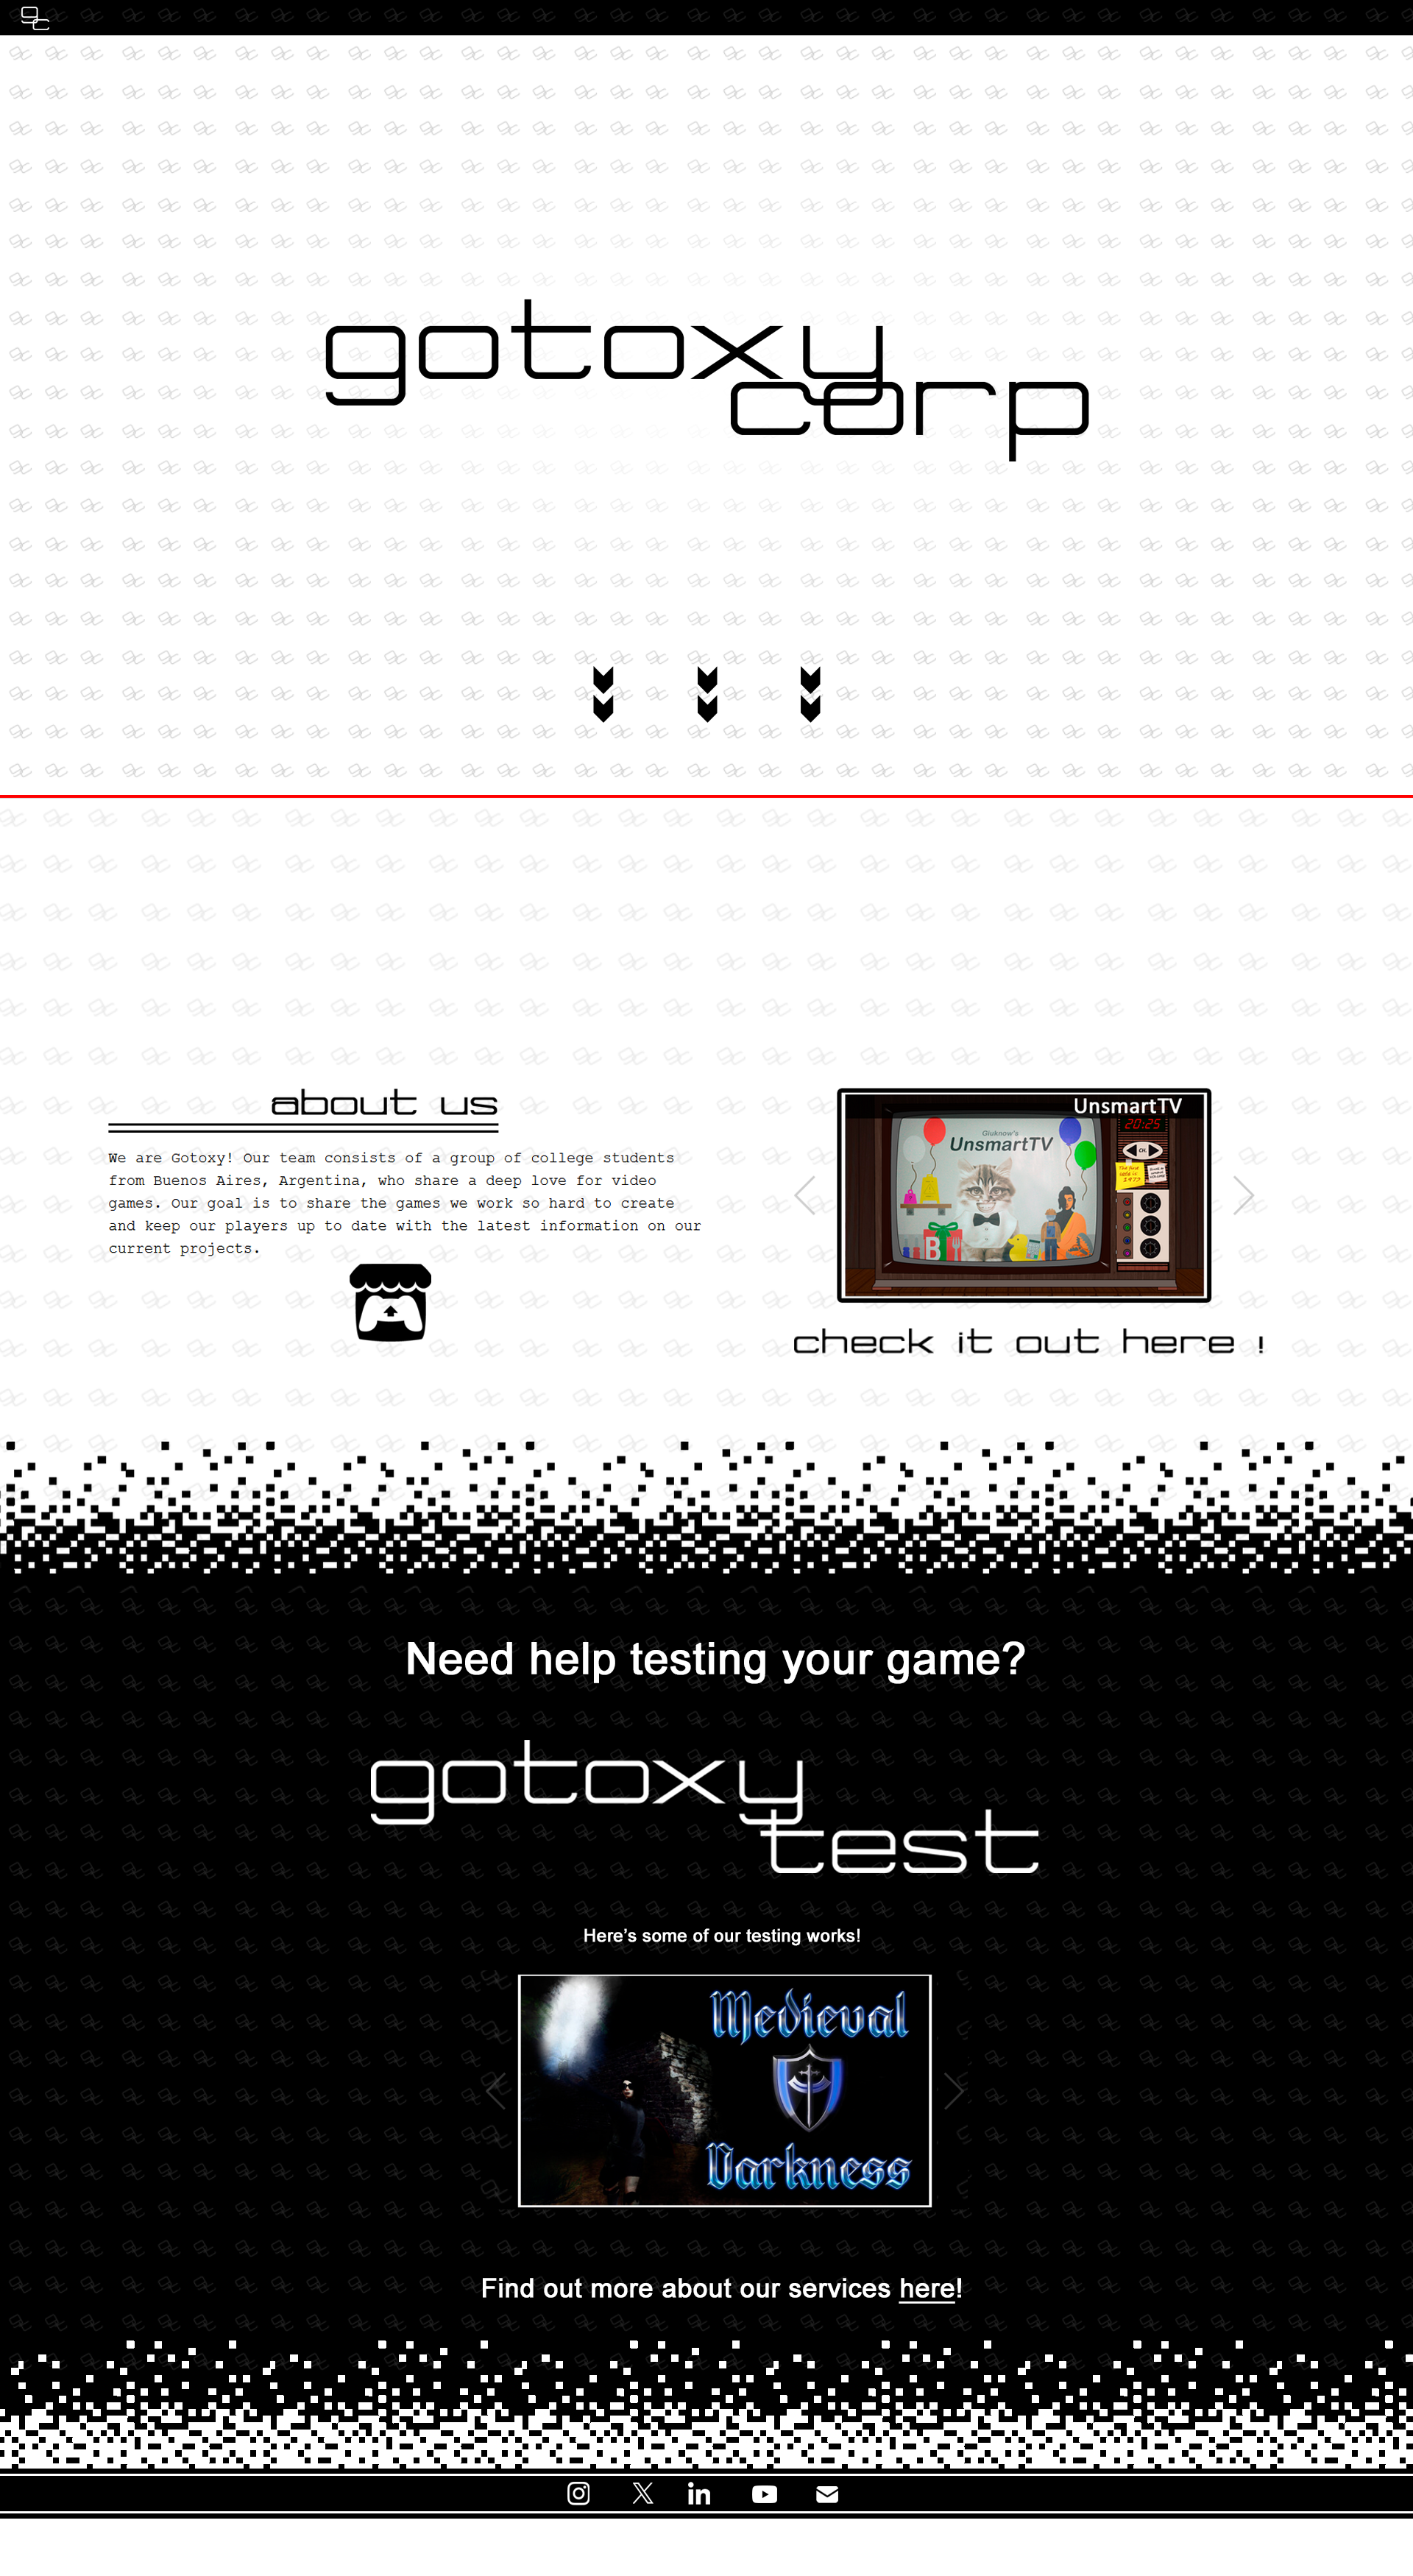 gotoxy
corp
about us
We are Gotoxy! Our team consists of a group of college students
from Buenos Aires, Argentina, who share a deep love for video
games. Our goal is to share the games we work so hard to create
and keep our players up to date with the latest information on our
current projects.
UnsmartTV
20:25
Gioknow's
UnsmartTV
CH.
B
check it out here !
Need help testing your game?
gotoxy
test
Here’s some of our testing works!
Medieval
Darkness
Find out more about our services here!